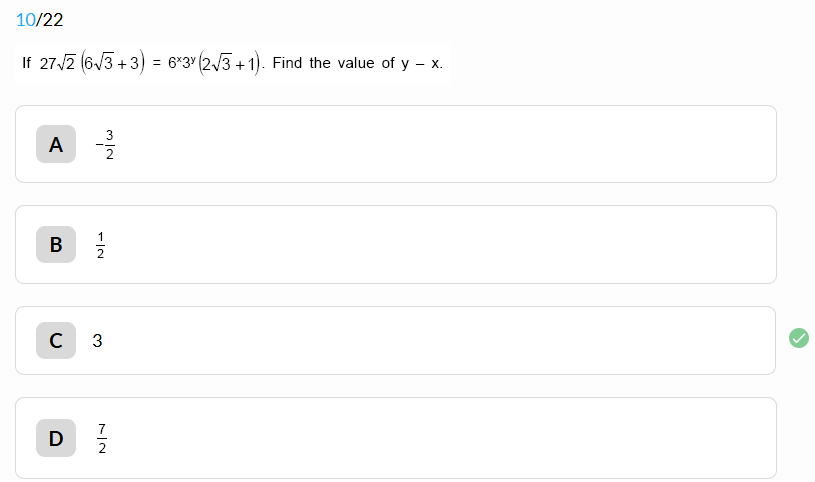 10/22
If 27√2 (6√3 + 3) = 6ˣ3ʸ(2√3 + 1). Find the value of y – x.
A -3/2
B 1/2
C 3
D 7/2